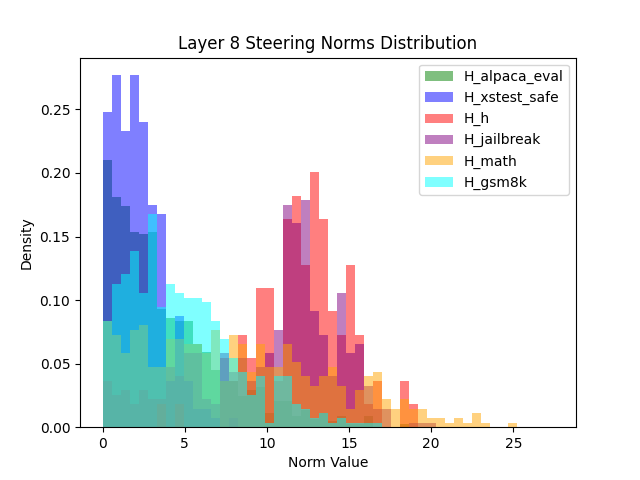 Layer 8 Steering Norms Distribution
H_alpaca_eval
H_xstest_safe
H_h
H_jailbreak
H_math
H_gsm8k
Density
0.25
0.20
0.15
0.10
0.05
0.00
0 5 10 15 20 25
Norm Value